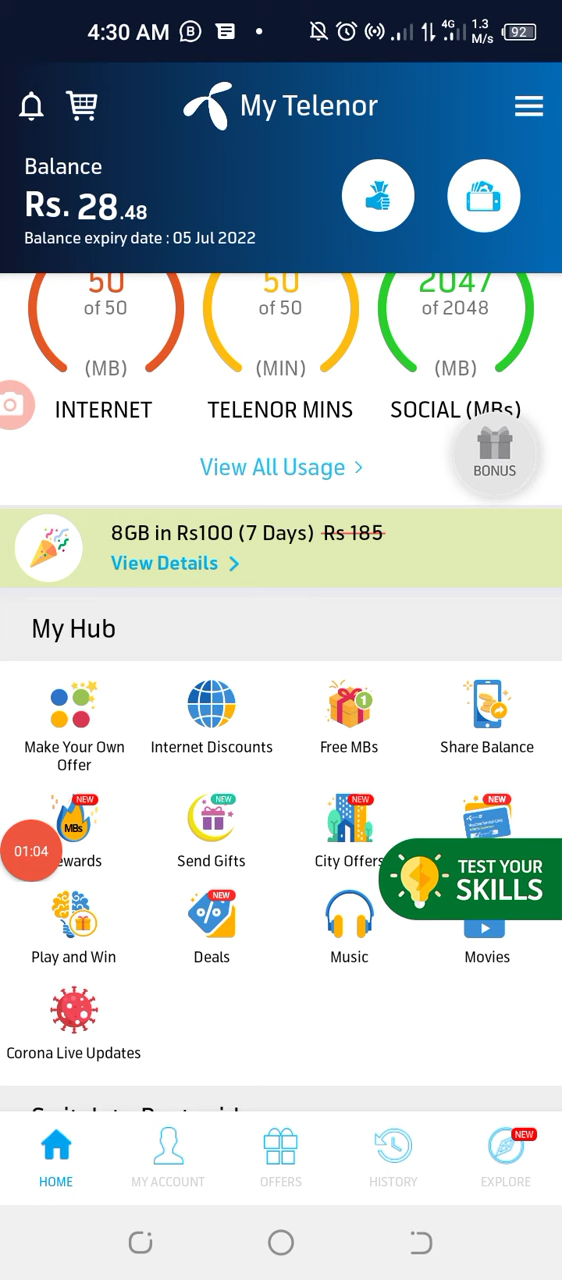 4:30 AM
4G 1.3 M/s 92
My Telenor
Balance
Rs. 28.48
Balance expiry date : 05 Jul 2022
50 50 2047
of 50 of 50 of 2048
(MB) (MIN) (MB)
INTERNET TELENOR MINS SOCIAL (MBs)
View All Usage >
BONUS
8GB in Rs100 (7 Days) Rs 185
View Details >
My Hub
1
Make Your Own Offer
Internet Discounts
Free MBs
Share Balance
NEW NEW NEW NEW
MBs
01:04
Send Gifts
City Offers
TEST YOUR
SKILLS
NEW
Play and Win Deals Music Movies
Corona Live Updates
NEW
HOME MY ACCOUNT OFFERS HISTORY EXPLORE